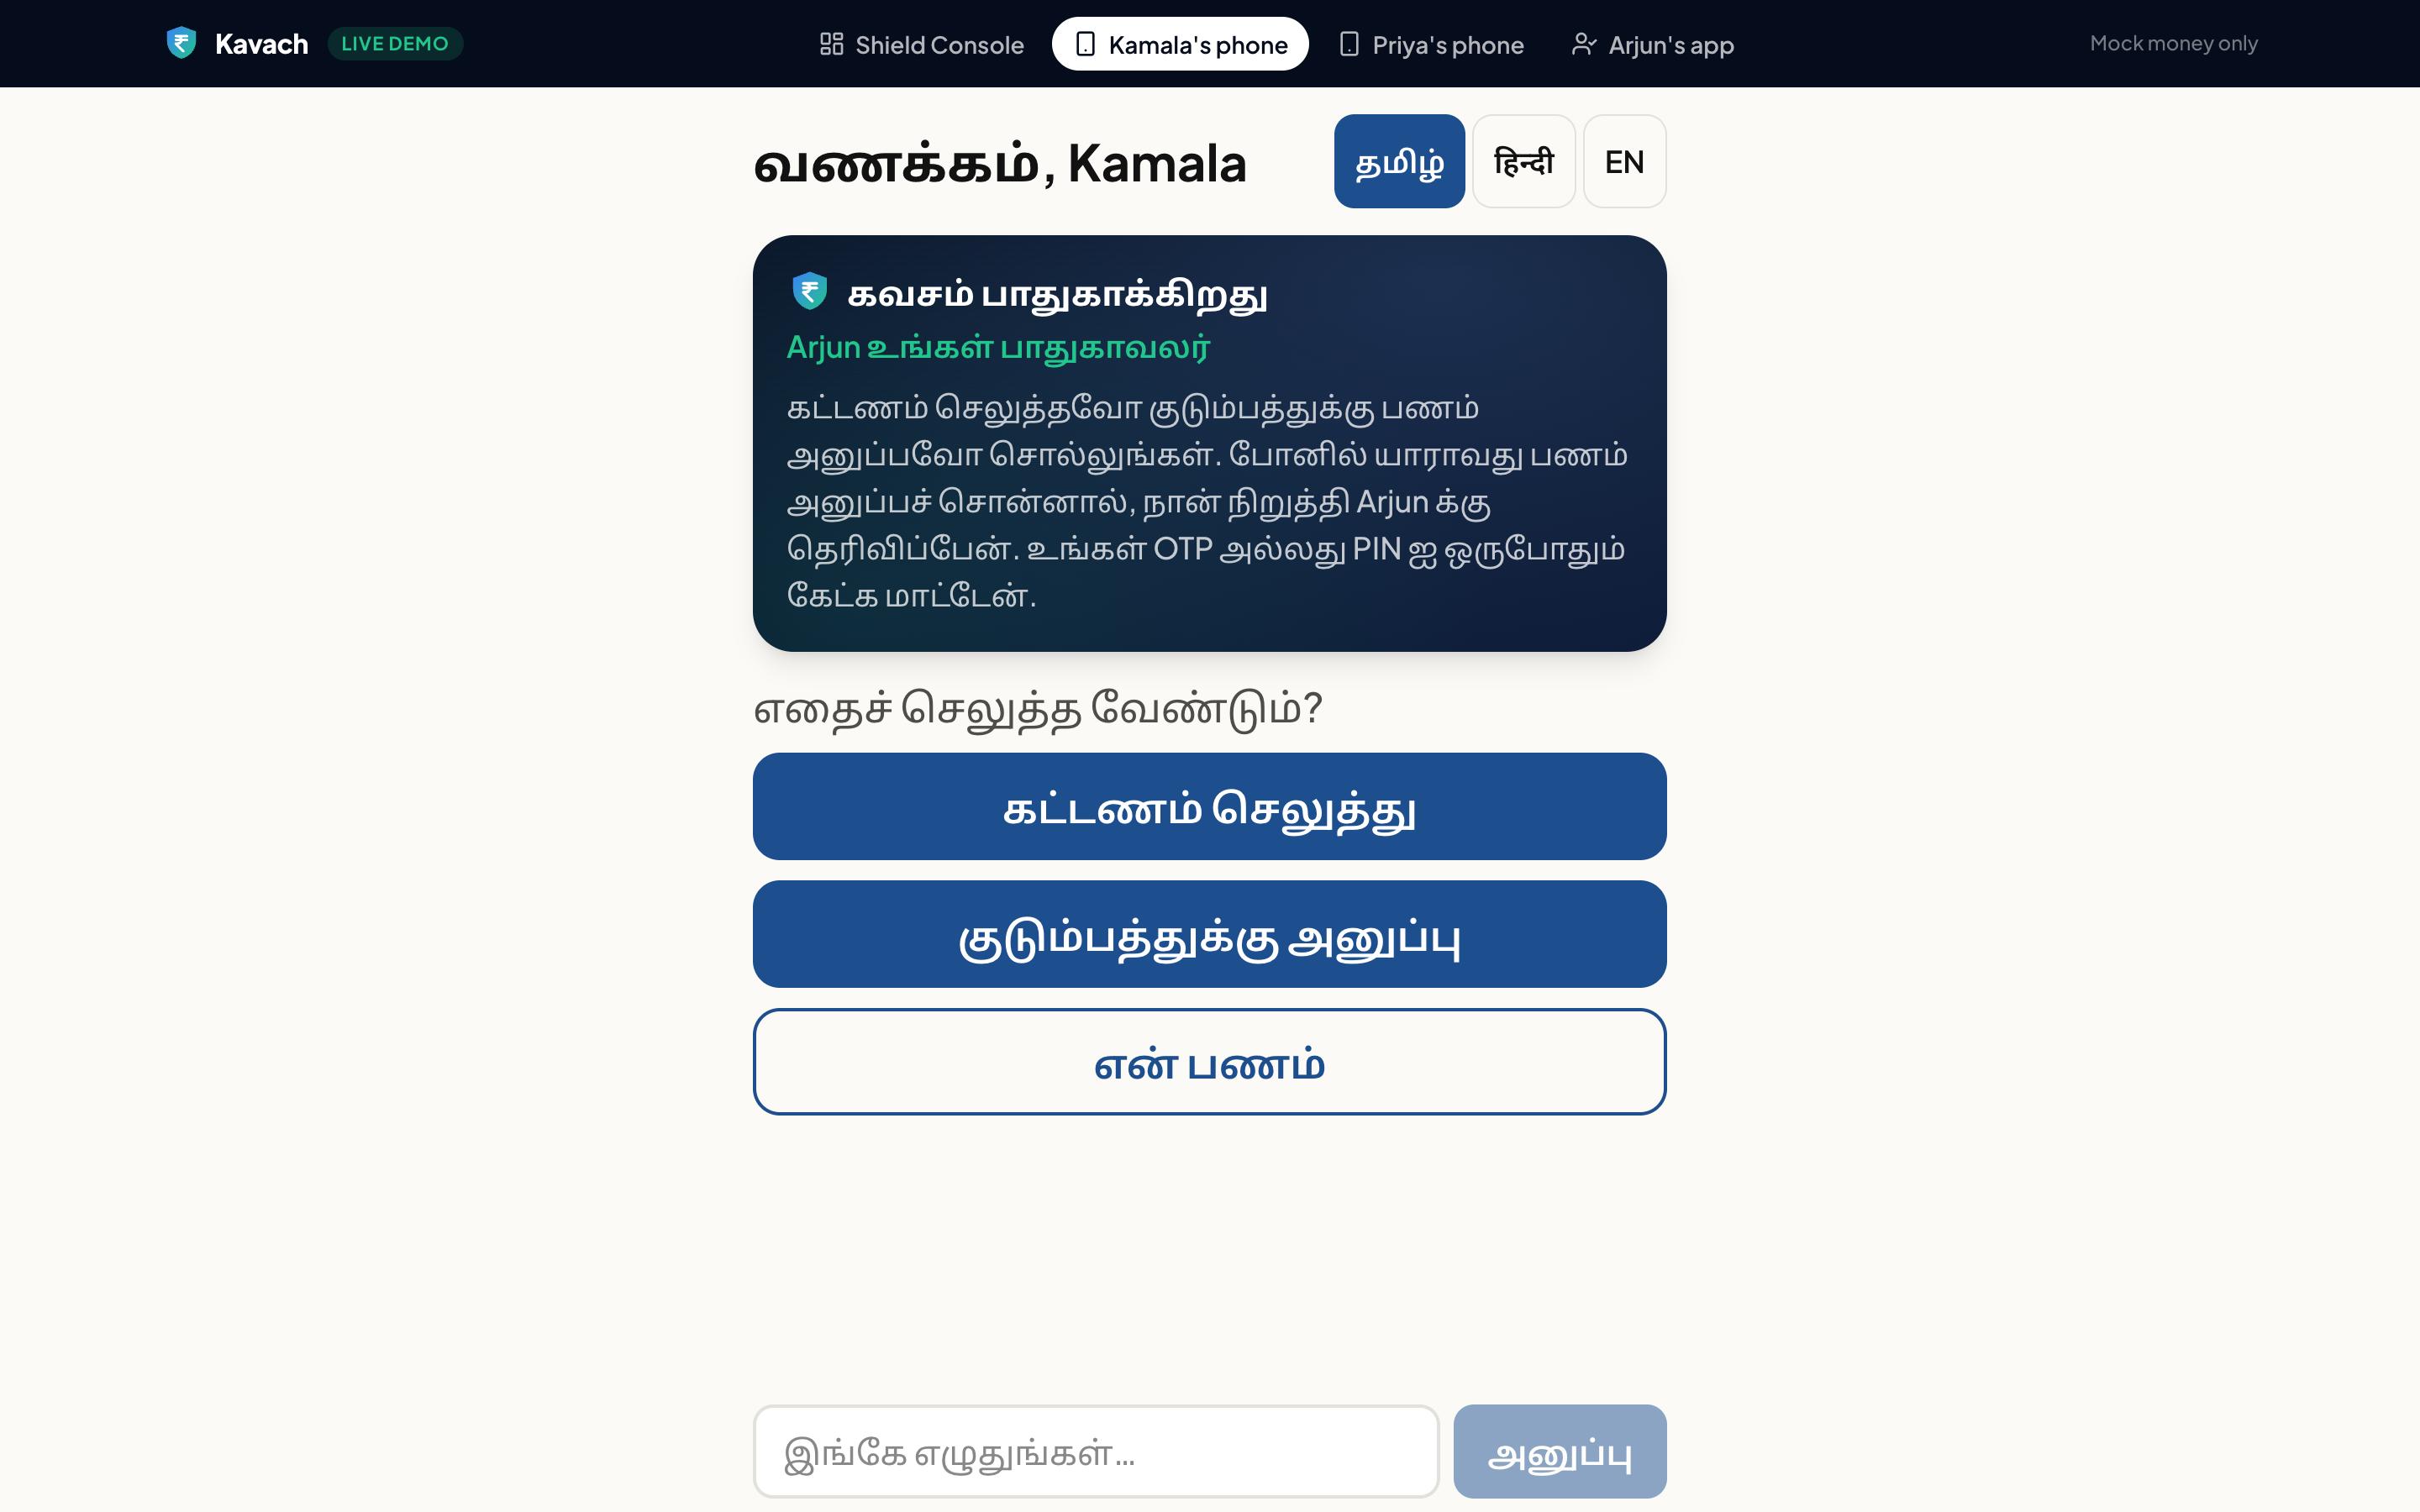 Kavach LIVE DEMO Shield Console Kamala's phone Priya's phone Arjun's app Mock money only
வணக்கம், Kamala தமிழ் हिन्दी EN
கவசம் பாதுகாக்கிறது
Arjun உங்கள் பாதுகாவலர்
கட்டணம் செலுத்தவோ குடும்பத்துக்கு பணம்
அனுப்பவோ சொல்லுங்கள். போனில் யாராவது பணம்
அனுப்பச் சொன்னால், நான் நிறுத்தி Arjun க்கு
தெரிவிப்பேன். உங்கள் OTP அல்லது PIN ஐ ஒருபோதும்
கேட்க மாட்டேன்.
எதைச் செலுத்த வேண்டும்?
கட்டணம் செலுத்து
குடும்பத்துக்கு அனுப்பு
என் பணம்
இங்கே எழுதுங்கள்... அனுப்பு